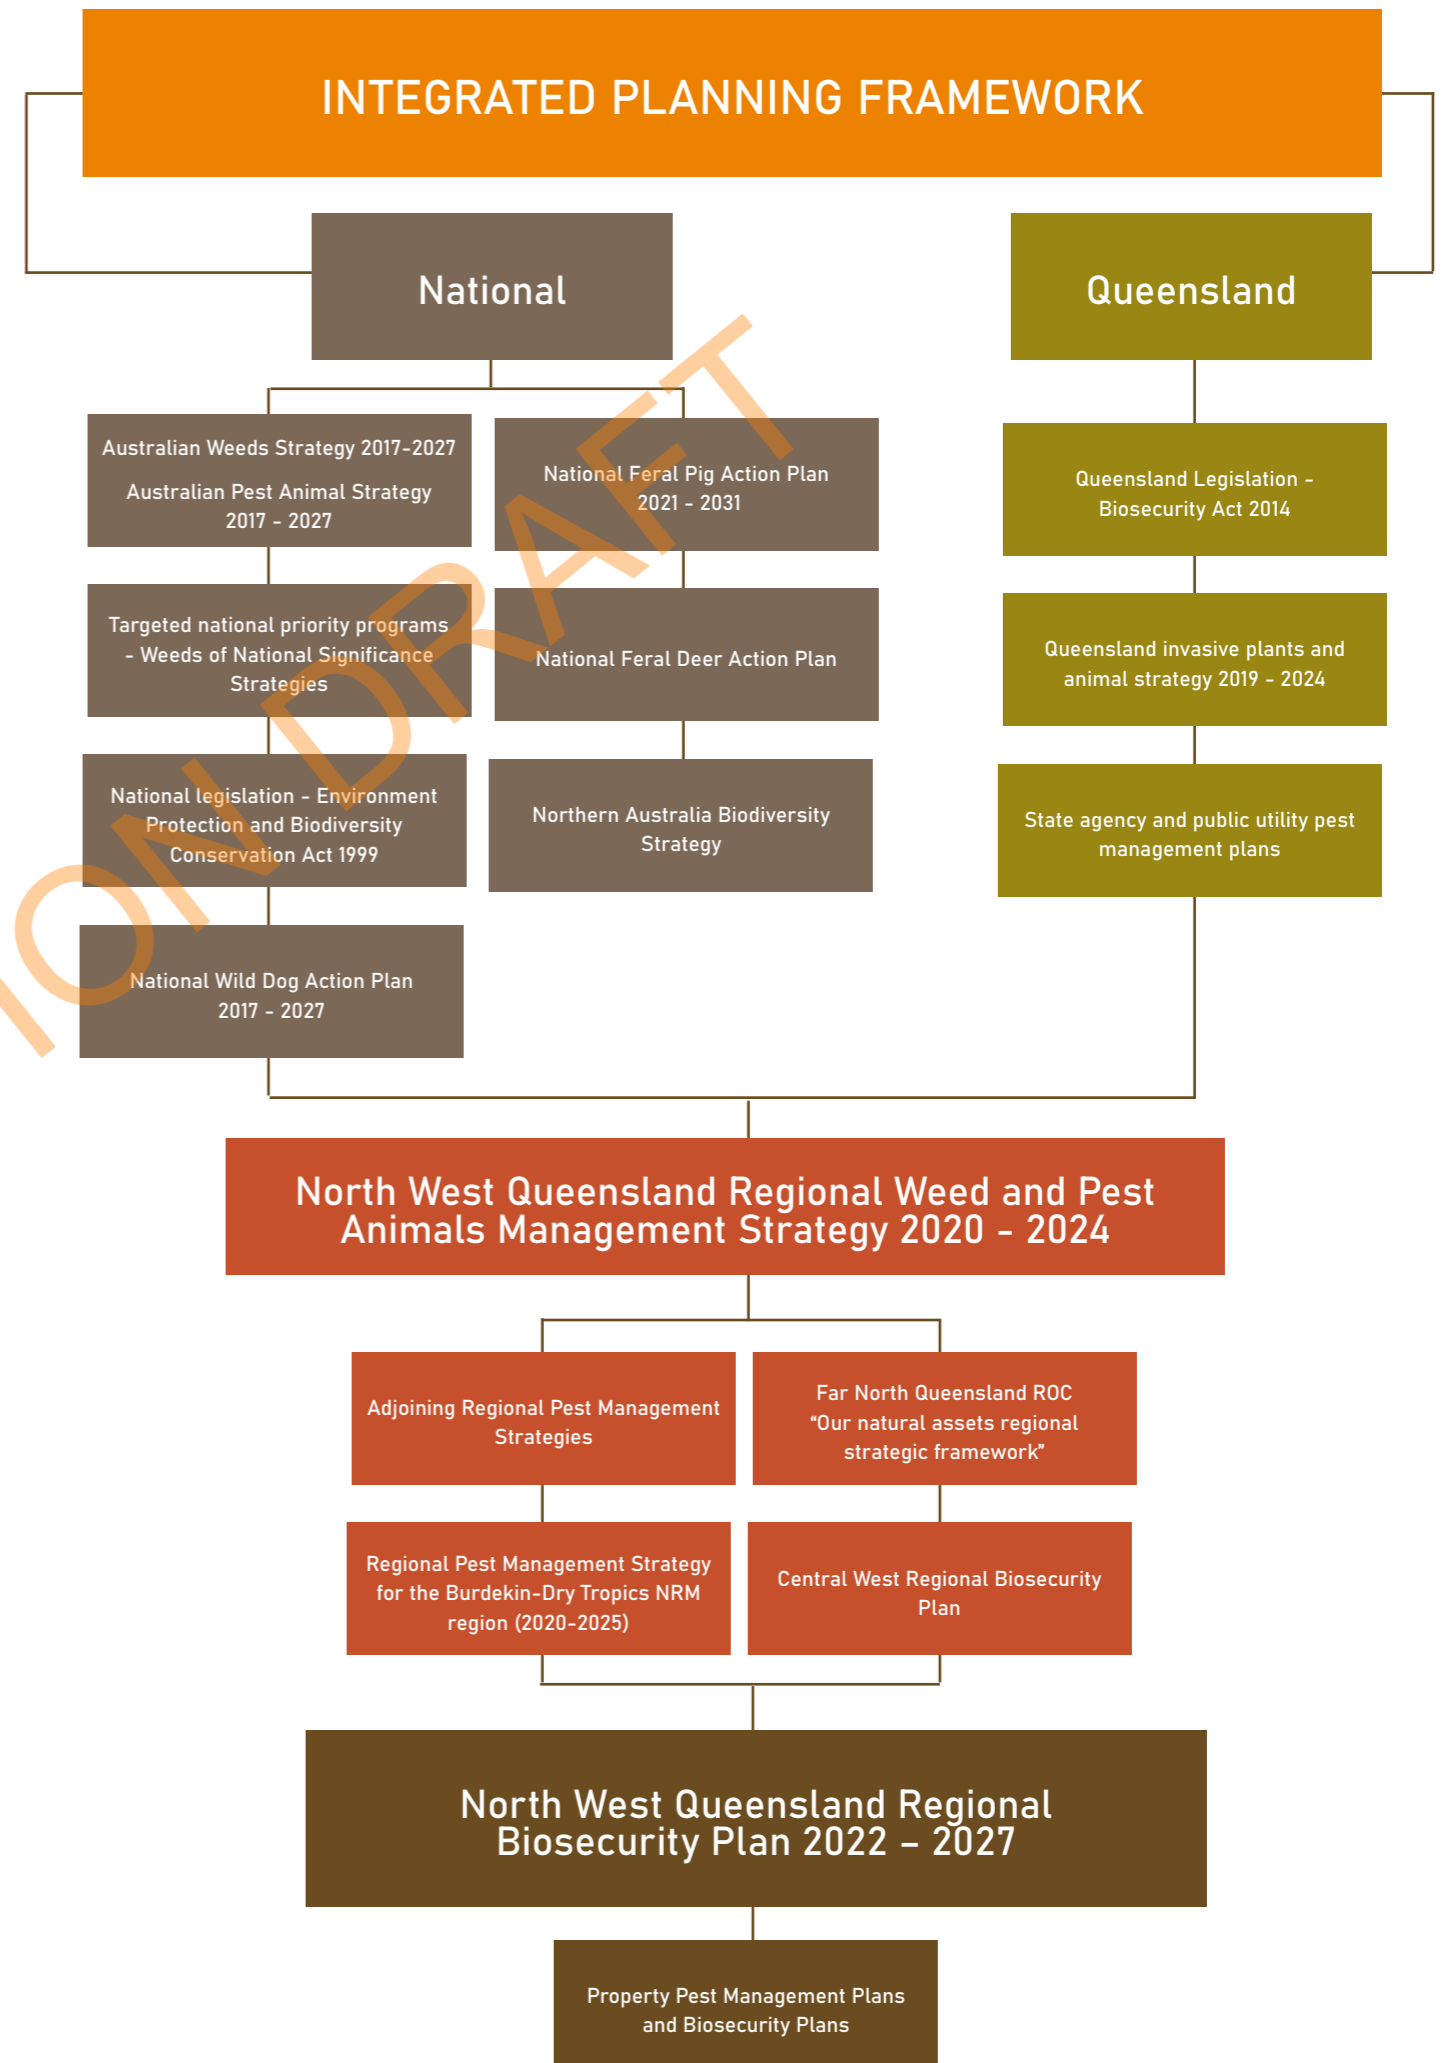 INTEGRATED PLANNING FRAMEWORK
National
Queensland
Australian Weeds Strategy 2017-2027
Australian Pest Animal Strategy
2017 - 2027
National Feral Pig Action Plan
2021 - 2031
Queensland Legislation -
Biosecurity Act 2014
Targeted national priority programs
- Weeds of National Significance
Strategies
National Feral Deer Action Plan
Queensland invasive plants and
animal strategy 2019 - 2024
National legislation - Environment
Protection and Biodiversity
Conservation Act 1999
Northern Australia Biodiversity
Strategy
State agency and public utility pest
management plans
National Wild Dog Action Plan
2017 - 2027
ION DRAFT
North West Queensland Regional Weed and Pest
Animals Management Strategy 2020 - 2024
Adjoining Regional Pest Management
Strategies
Far North Queensland ROC
“Our natural assets regional
strategic framework”
Regional Pest Management Strategy
for the Burdekin-Dry Tropics NRM
region (2020-2025)
Central West Regional Biosecurity
Plan
North West Queensland Regional
Biosecurity Plan 2022 – 2027
Property Pest Management Plans
and Biosecurity Plans